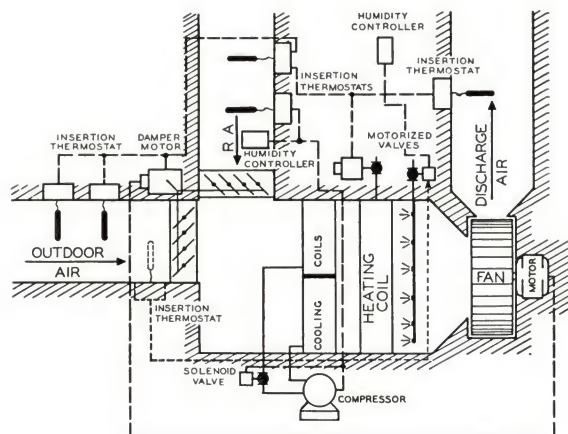 HUMIDITY
CONTROLLER
INSERTION
THERMOSTAT
INSERTION
THERMOSTATS
INSERTION
THERMOSTAT
DAMPER
MOTOR
R A
HUMIDITY
CONTROLLER
MOTORIZED
VALVES
DISCHARGE
AIR
OUTDOOR
AIR
COILS
COOLING
HEATING
COIL
FAN
MOTOR
INSERTION
THERMOSTAT
SOLENOID
VALVE
COMPRESSOR